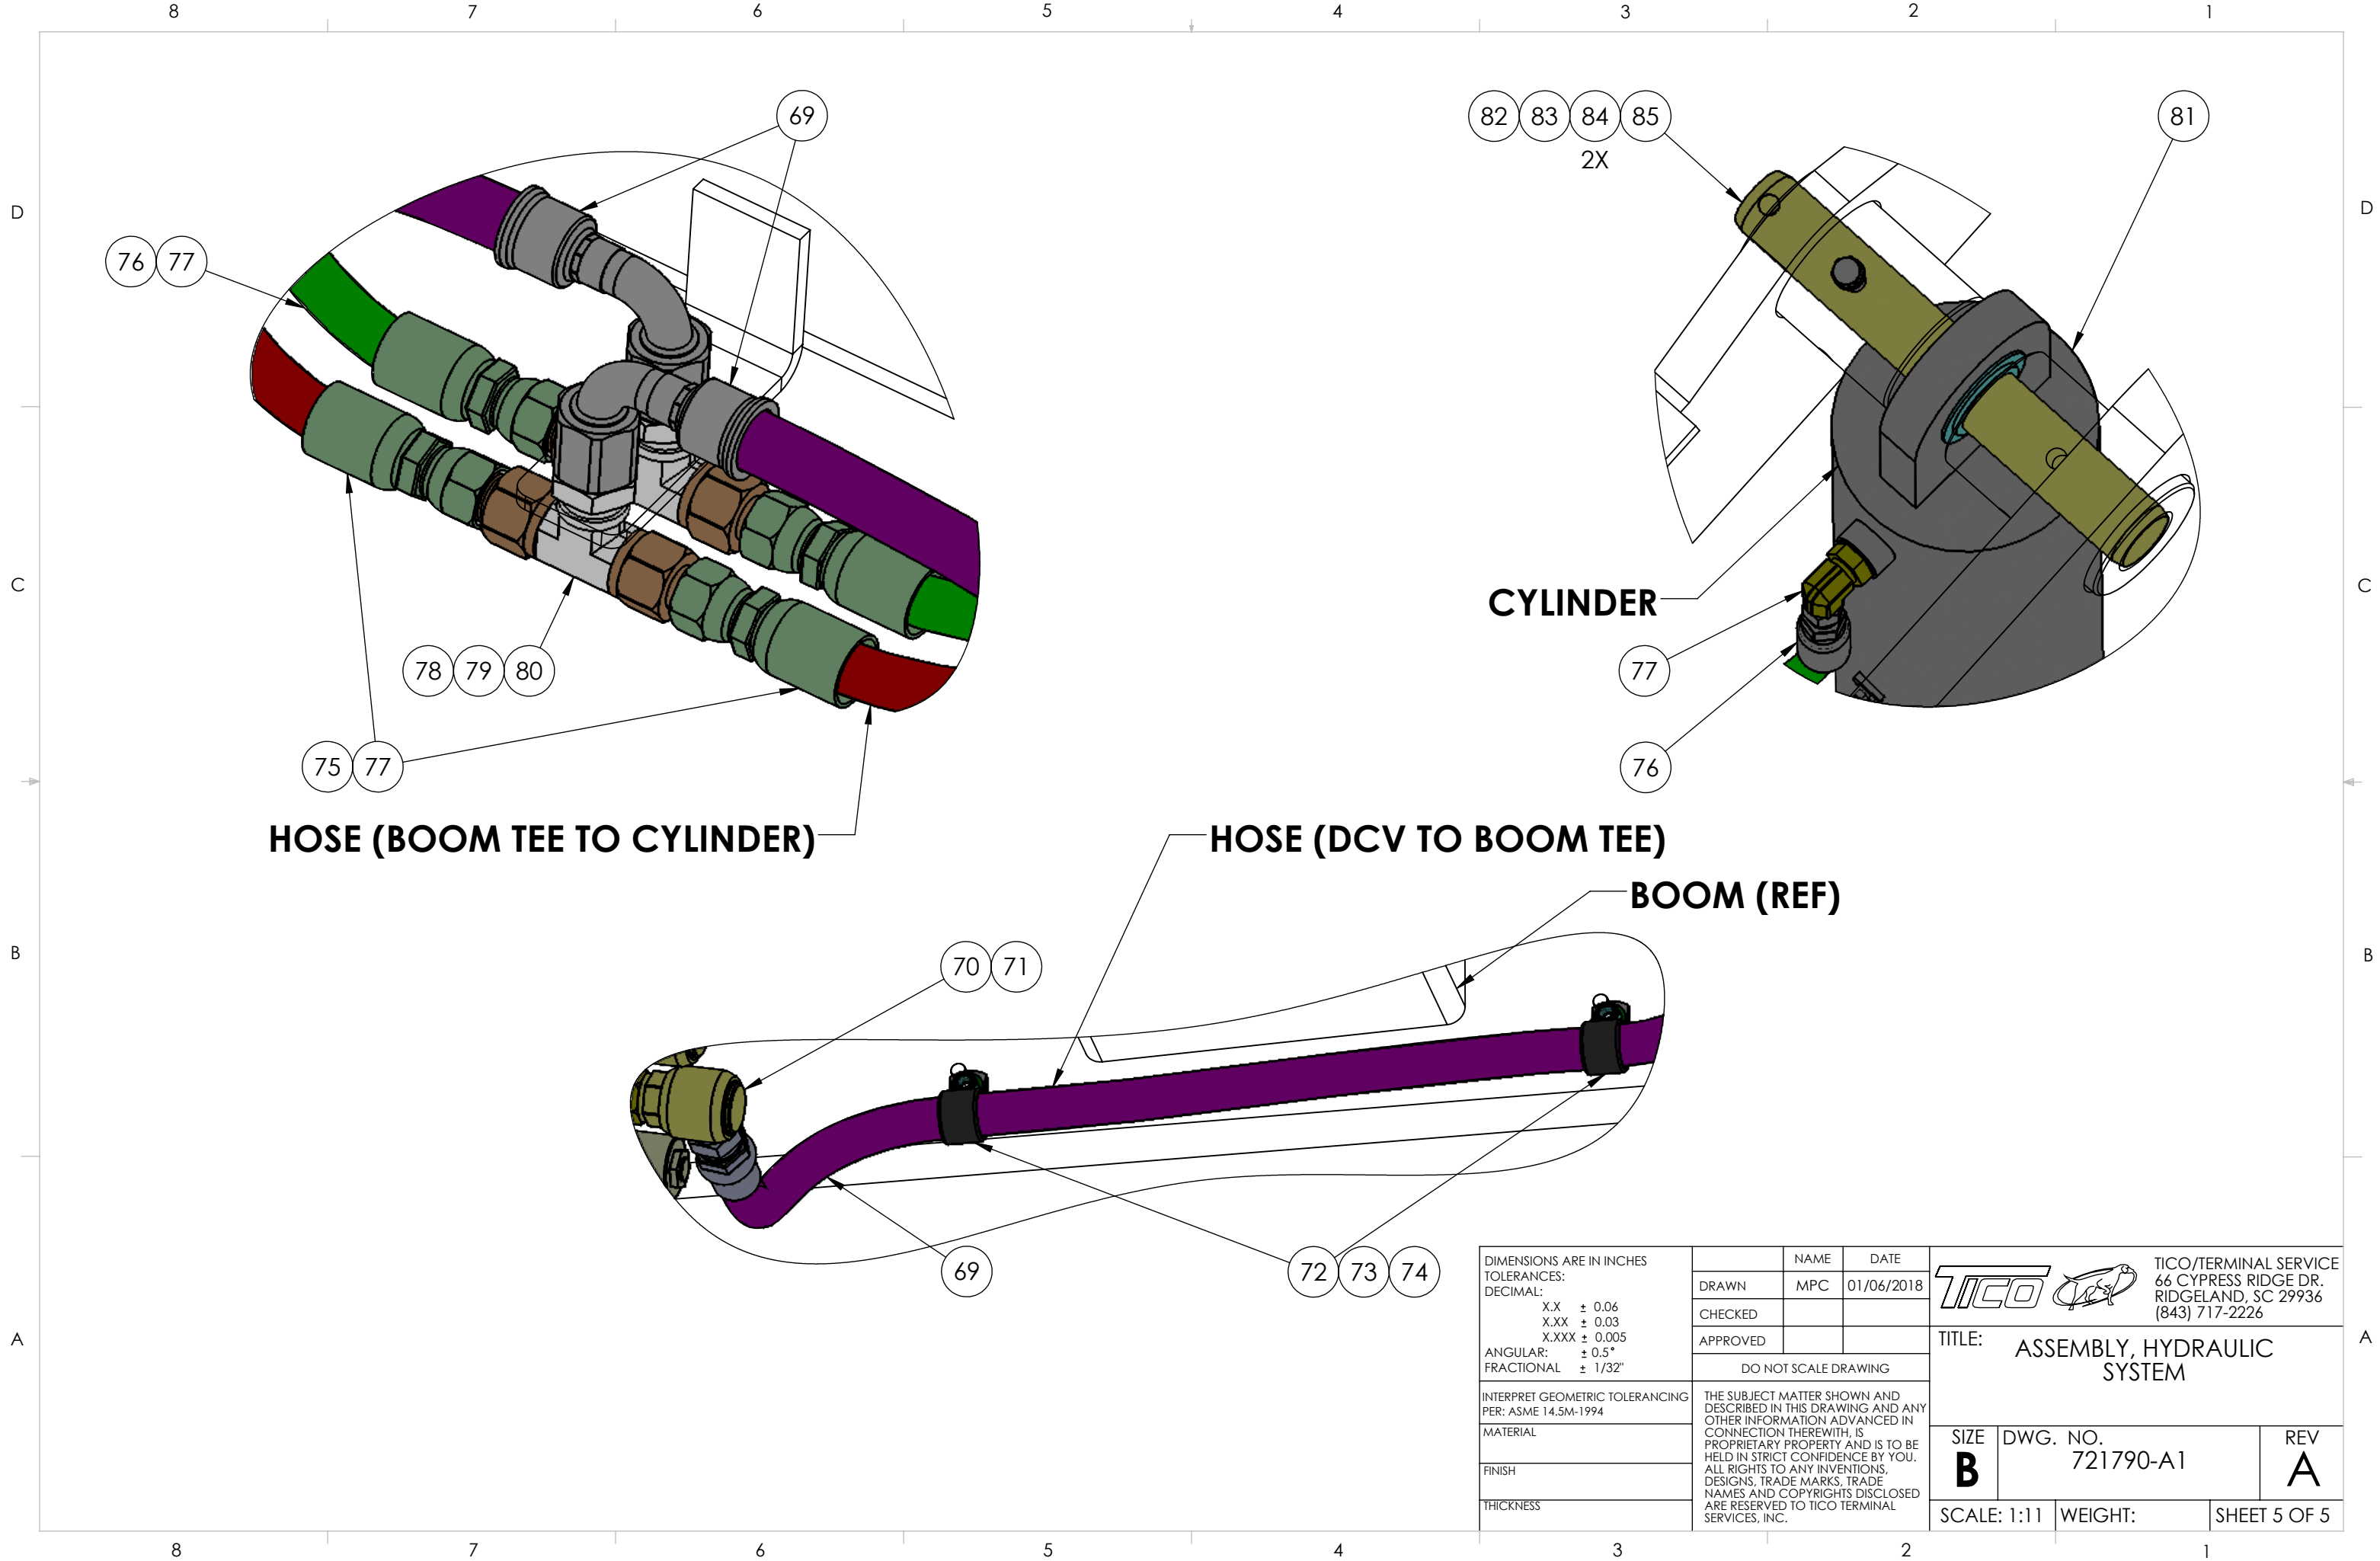 8 7 6 5 4 3 2 1
69
82 83 84 85
2X
81
D D
76 77
C C
CYLINDER
78 79 80
77
75 77
76
HOSE (BOOM TEE TO CYLINDER)
HOSE (DCV TO BOOM TEE)
BOOM (REF)
B B
70 71
69
72 73 74
A A
DIMENSIONS ARE IN INCHES
TOLERANCES:
DECIMAL:
X.X ± 0.06
X.XX ± 0.03
X.XXX ± 0.005
ANGULAR: ± 0.5°
FRACTIONAL ± 1/32"
INTERPRET GEOMETRIC TOLERANCING
PER: ASME 14.5M-1994
MATERIAL
FINISH
THICKNESS
NAME DATE
DRAWN MPC 01/06/2018
CHECKED
APPROVED
DO NOT SCALE DRAWING
THE SUBJECT MATTER SHOWN AND
DESCRIBED IN THIS DRAWING AND ANY
OTHER INFORMATION ADVANCED IN
CONNECTION THEREWITH, IS
PROPRIETARY PROPERTY AND IS TO BE
HELD IN STRICT CONFIDENCE BY YOU.
ALL RIGHTS TO ANY INVENTIONS,
DESIGNS, TRADE MARKS, TRADE
NAMES AND COPYRIGHTS DISCLOSED
ARE RESERVED TO TICO TERMINAL
SERVICES, INC.
TICO
TICO/TERMINAL SERVICE
66 CYPRESS RIDGE DR.
RIDGELAND, SC 29936
(843) 717-2226
TITLE:
ASSEMBLY, HYDRAULIC
SYSTEM
SIZE
B
DWG. NO.
721790-A1
REV
A
SCALE: 1:11 WEIGHT: SHEET 5 OF 5
8 7 6 5 4 3 2 1